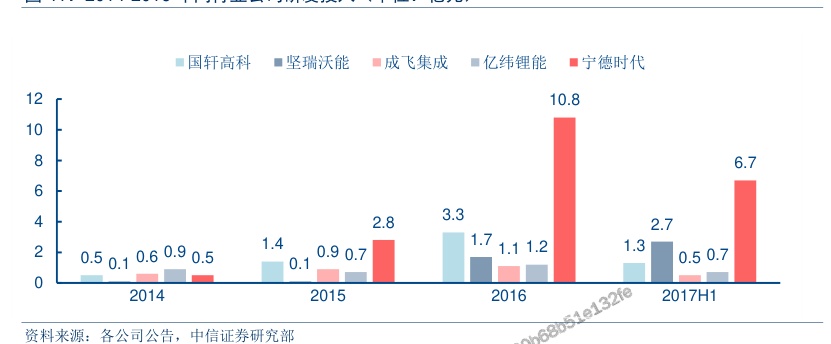 国轩高科 坚瑞沃能 成飞集成 亿纬锂能 宁德时代
12
10
8
6
4
2
0
0.5 0.1 0.6 0.9 0.5
1.4 0.1 0.9 0.7 2.8
3.3 1.7 1.1 1.2 10.8
1.3 2.7 0.5 0.7 6.7
2014 2015 2016 2017H1
资料来源：各公司公告，中信证券研究部
b68b51e132fe